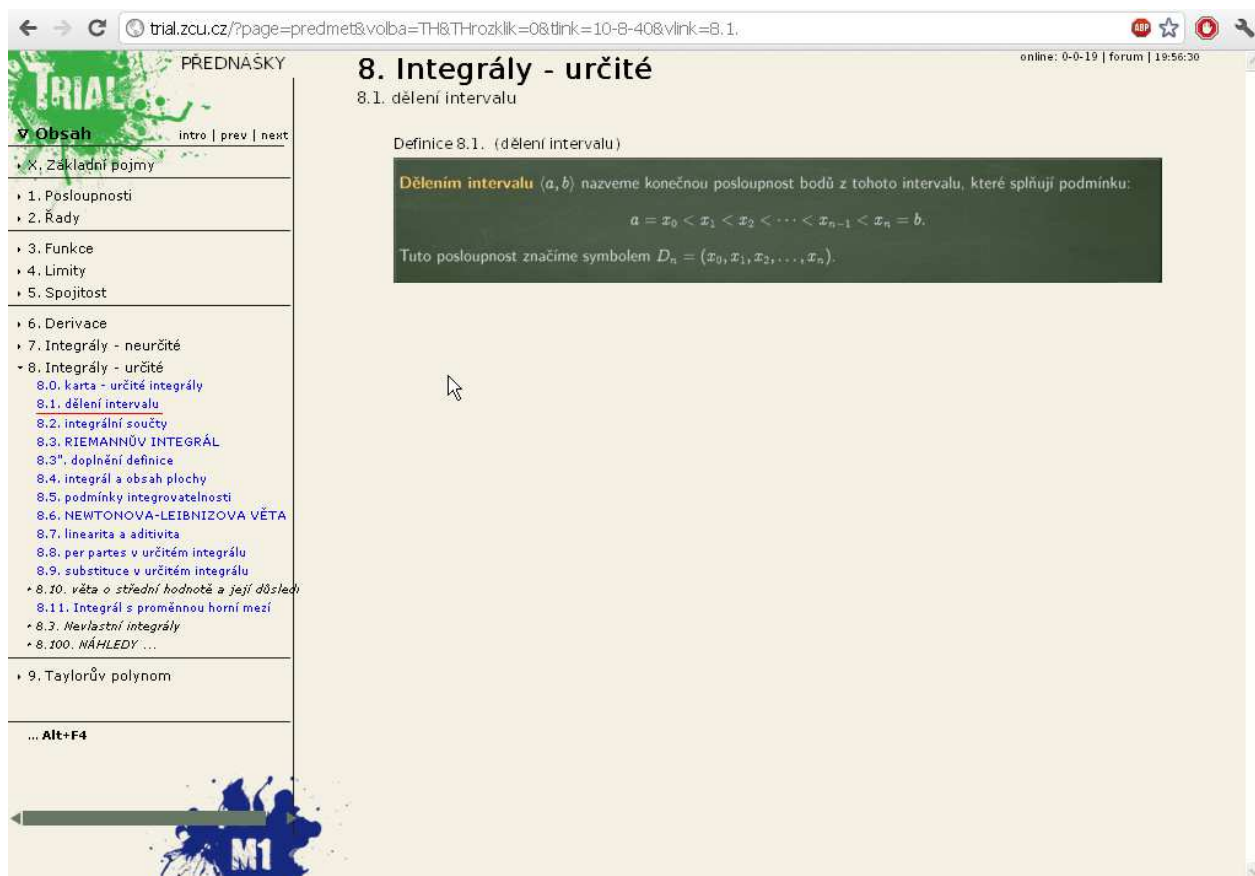 trial.zcu.cz/?page=predmet&volba=TH&THrozklik=0&tlink=10-8-40&vlink=8.1.
ABP
TRIAL
PŘEDNÁŠKY
∇ Obsah
intro | prev | next
X. Základní pojmy
1. Posloupnosti
2. Řady
3. Funkce
4. Limity
5. Spojitost
6. Derivace
7. Integrály - neurčité
8. Integrály - určité
8.0. karta - určité integrály
8.1. dělení intervalu
8.2. integrální součty
8.3. RIEMANNŮV INTEGRÁL
8.3". doplnění definice
8.4. integrál a obsah plochy
8.5. podmínky integrovatelnosti
8.6. NEWTONOVA-LEIBNIZOVA VĚTA
8.7. linearita a aditivita
8.8. per partes v určitém integrálu
8.9. substituce v určitém integrálu
8.10. věta o střední hodnotě a její důsled
8.11. Integrál s proměnnou horní mezí
8.3. Nevlastní integrály
8.100. NÁHLEDY ...
9. Taylorův polynom
... Alt+F4
M1
online: 0-0-19 | forum | 19:56:30
8. Integrály - určité
8.1. dělení intervalu
Definice 8.1. (dělení intervalu)
Dělením intervalu ⟨a, b⟩ nazveme konečnou posloupnost bodů z tohoto intervalu, které splňují podmínku:
a = x₀ < x₁ < x₂ < ··· < xₙ₋₁ < xₙ = b.
Tuto posloupnost značíme symbolem Dₙ = (x₀, x₁, x₂, . . . , xₙ).